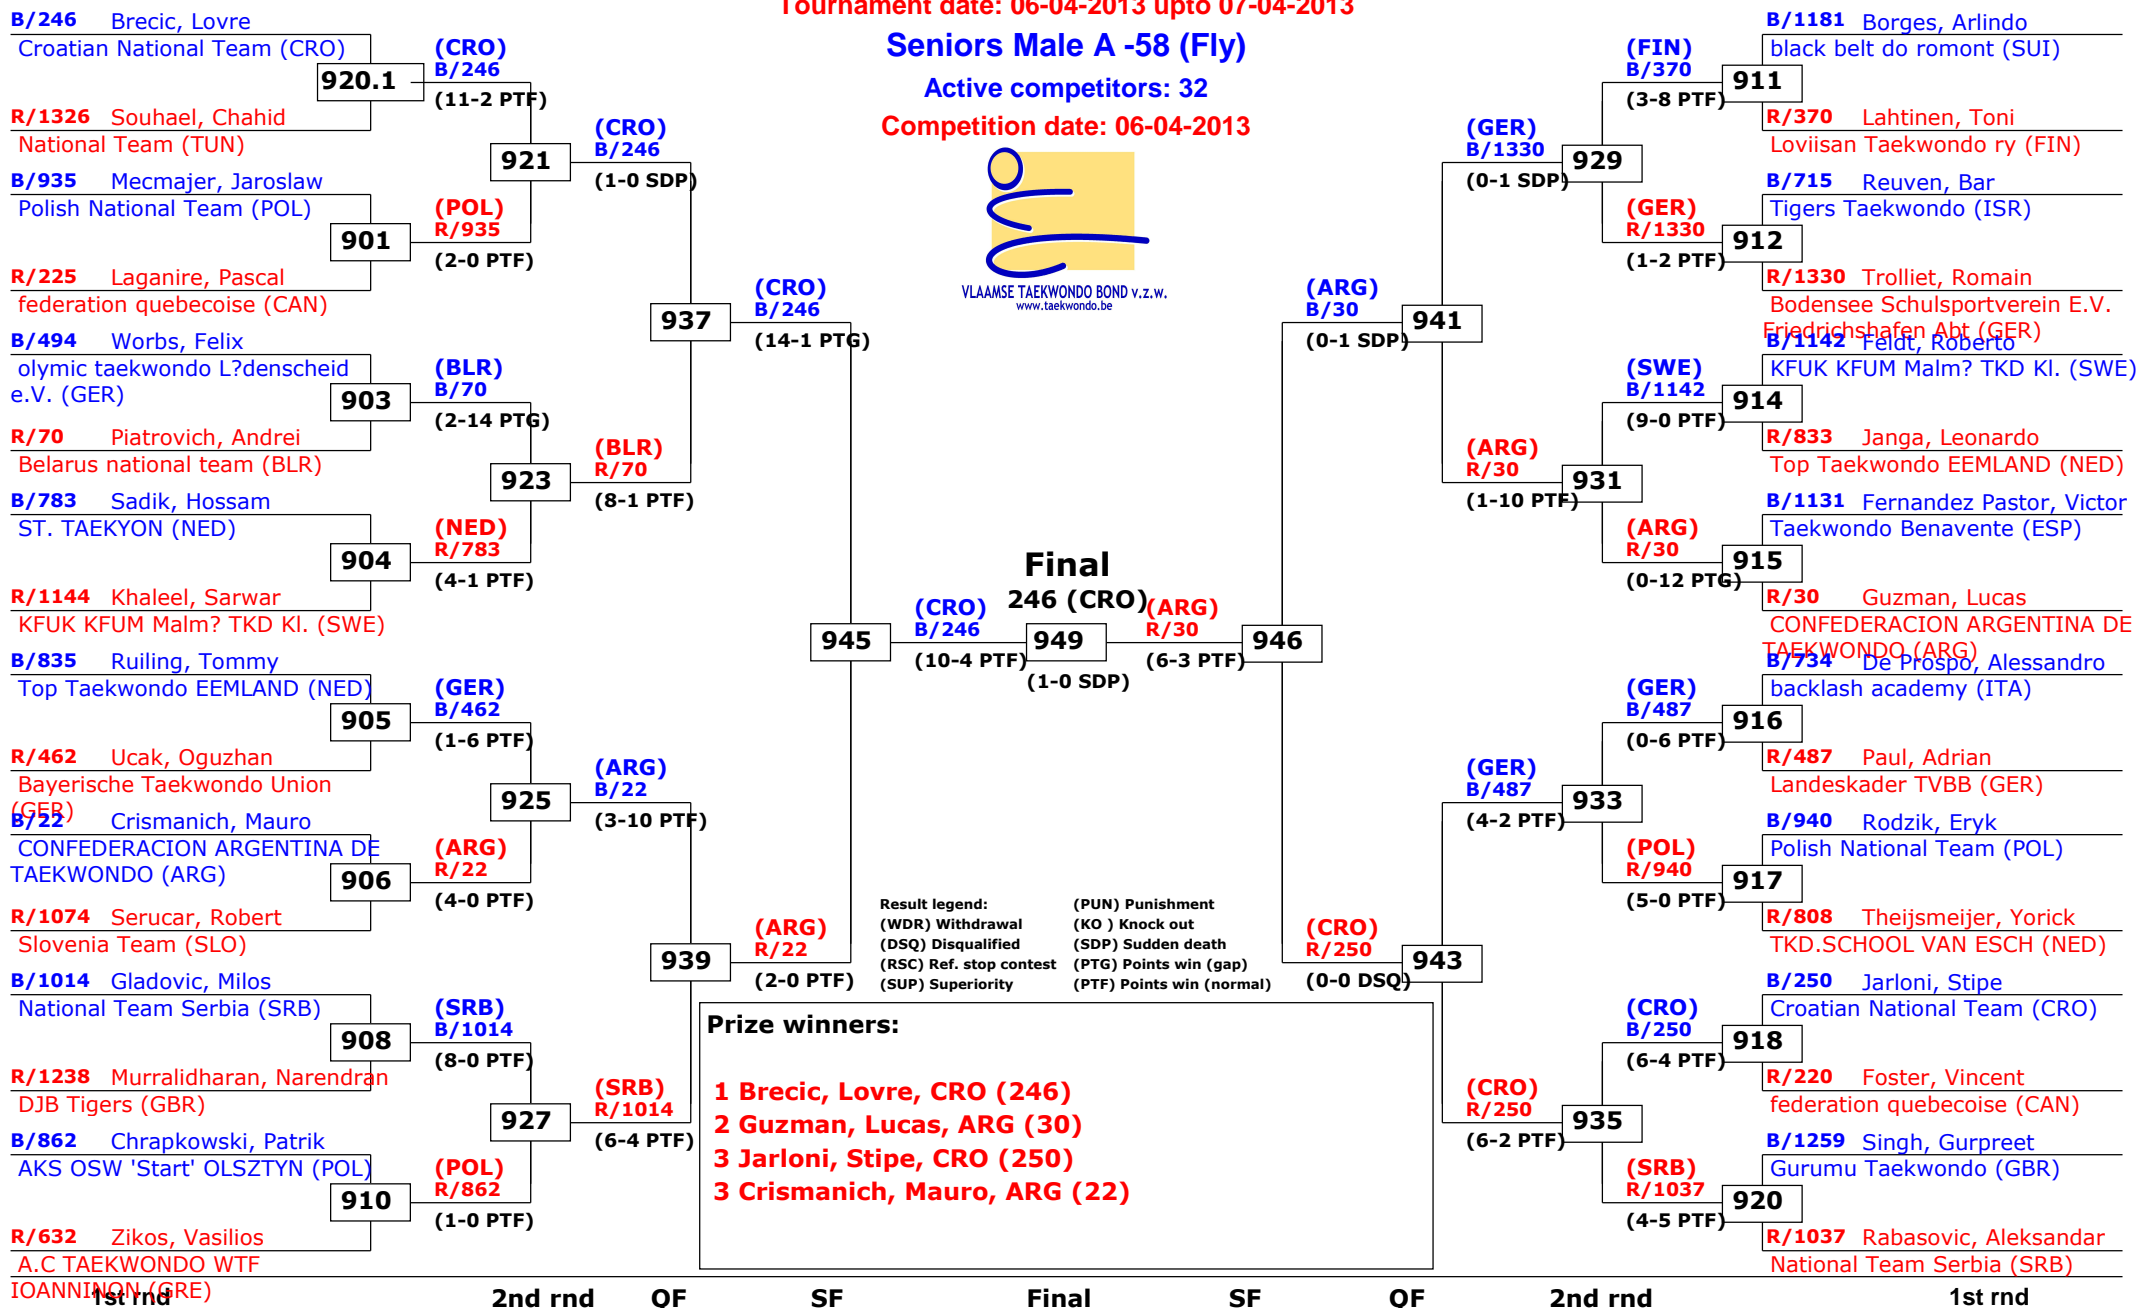 Tournament date: 06-04-2013 upto 07-04-2013
Seniors Male A -58 (Fly)
Active competitors: 32
Competition date: 06-04-2013
VLAAMSE TAEKWONDO BOND v.z.w.
www.taekwondo.be
B/246 Brecic, Lovre
Croatian National Team (CRO)
920.1
R/1326 Souhael, Chahid
National Team (TUN)
B/935 Mecmajer, Jaroslaw
Polish National Team (POL)
901
R/225 Laganire, Pascal
federation quebecoise (CAN)
B/494 Worbs, Felix
olymic taekwondo L?denscheid
e.V. (GER)
903
R/70 Piatrovich, Andrei
Belarus national team (BLR)
B/783 Sadik, Hossam
ST. TAEKYON (NED)
904
R/1144 Khaleel, Sarwar
KFUK KFUM Malm? TKD Kl. (SWE)
B/835 Ruiling, Tommy
Top Taekwondo EEMLAND (NED)
905
R/462 Ucak, Oguzhan
Bayerische Taekwondo Union
(GER)
B/22 Crismanich, Mauro
CONFEDERACION ARGENTINA DE
TAEKWONDO (ARG)
906
R/1074 Serucar, Robert
Slovenia Team (SLO)
B/1014 Gladovic, Milos
National Team Serbia (SRB)
908
R/1238 Murralidharan, Narendran
DJB Tigers (GBR)
B/862 Chrapkowski, Patrik
AKS OSW 'Start' OLSZTYN (POL)
910
R/632 Zikos, Vasilios
A.C TAEKWONDO WTF
IOANNINON (GRE)
(CRO)
B/246
(11-2 PTF)
921
(POL)
R/935
(2-0 PTF)
(BLR)
B/70
(2-14 PTG)
923
(NED)
R/783
(4-1 PTF)
(GER)
B/462
(1-6 PTF)
925
(ARG)
R/22
(4-0 PTF)
(SRB)
B/1014
(8-0 PTF)
927
(POL)
R/862
(1-0 PTF)
(CRO)
B/246
(1-0 SDP)
937
(BLR)
R/70
(8-1 PTF)
(ARG)
B/22
(3-10 PTF)
939
(SRB)
R/1014
(6-4 PTF)
(CRO)
B/246
(14-1 PTG)
945
(ARG)
R/22
(2-0 PTF)
(CRO)
B/246
(10-4 PTF)
Final
246 (CRO)
949
(1-0 SDP)
(ARG)
R/30
(6-3 PTF)
946
(ARG)
B/30
(0-1 SDP)
941
(CRO)
R/250
(0-0 DSQ)
943
(GER)
B/1330
(0-1 SDP)
929
(ARG)
R/30
(1-10 PTF)
931
(GER)
B/487
(4-2 PTF)
933
(CRO)
R/250
(6-2 PTF)
935
(FIN)
B/370
(3-8 PTF)
911
(GER)
R/1330
(1-2 PTF)
912
(SWE)
B/1142
(9-0 PTF)
914
(ARG)
R/30
(0-12 PTG)
915
(GER)
B/487
(0-6 PTF)
916
(POL)
R/940
(5-0 PTF)
917
(CRO)
B/250
(6-4 PTF)
918
(SRB)
R/1037
(4-5 PTF)
920
B/1181 Borges, Arlindo
black belt do romont (SUI)
R/370 Lahtinen, Toni
Loviisan Taekwondo ry (FIN)
B/715 Reuven, Bar
Tigers Taekwondo (ISR)
R/1330 Trolliet, Romain
Bodensee Schulsportverein E.V.
Friedrichshafen Abt (GER)
B/1142 Feldt, Roberto
KFUK KFUM Malm? TKD Kl. (SWE)
R/833 Janga, Leonardo
Top Taekwondo EEMLAND (NED)
B/1131 Fernandez Pastor, Victor
Taekwondo Benavente (ESP)
R/30 Guzman, Lucas
CONFEDERACION ARGENTINA DE
TAEKWONDO (ARG)
B/734 De Prospo, Alessandro
backlash academy (ITA)
R/487 Paul, Adrian
Landeskader TVBB (GER)
B/940 Rodzik, Eryk
Polish National Team (POL)
R/808 Theijsmeijer, Yorick
TKD.SCHOOL VAN ESCH (NED)
B/250 Jarloni, Stipe
Croatian National Team (CRO)
R/220 Foster, Vincent
federation quebecoise (CAN)
B/1259 Singh, Gurpreet
Gurumu Taekwondo (GBR)
R/1037 Rabasovic, Aleksandar
National Team Serbia (SRB)
Result legend: (PUN) Punishment
(WDR) Withdrawal (KO ) Knock out
(DSQ) Disqualified (SDP) Sudden death
(RSC) Ref. stop contest (PTG) Points win (gap)
(SUP) Superiority (PTF) Points win (normal)
Prize winners:
1 Brecic, Lovre, CRO (246)
2 Guzman, Lucas, ARG (30)
3 Jarloni, Stipe, CRO (250)
3 Crismanich, Mauro, ARG (22)
1st rnd 2nd rnd QF SF Final SF QF 2nd rnd 1st rnd